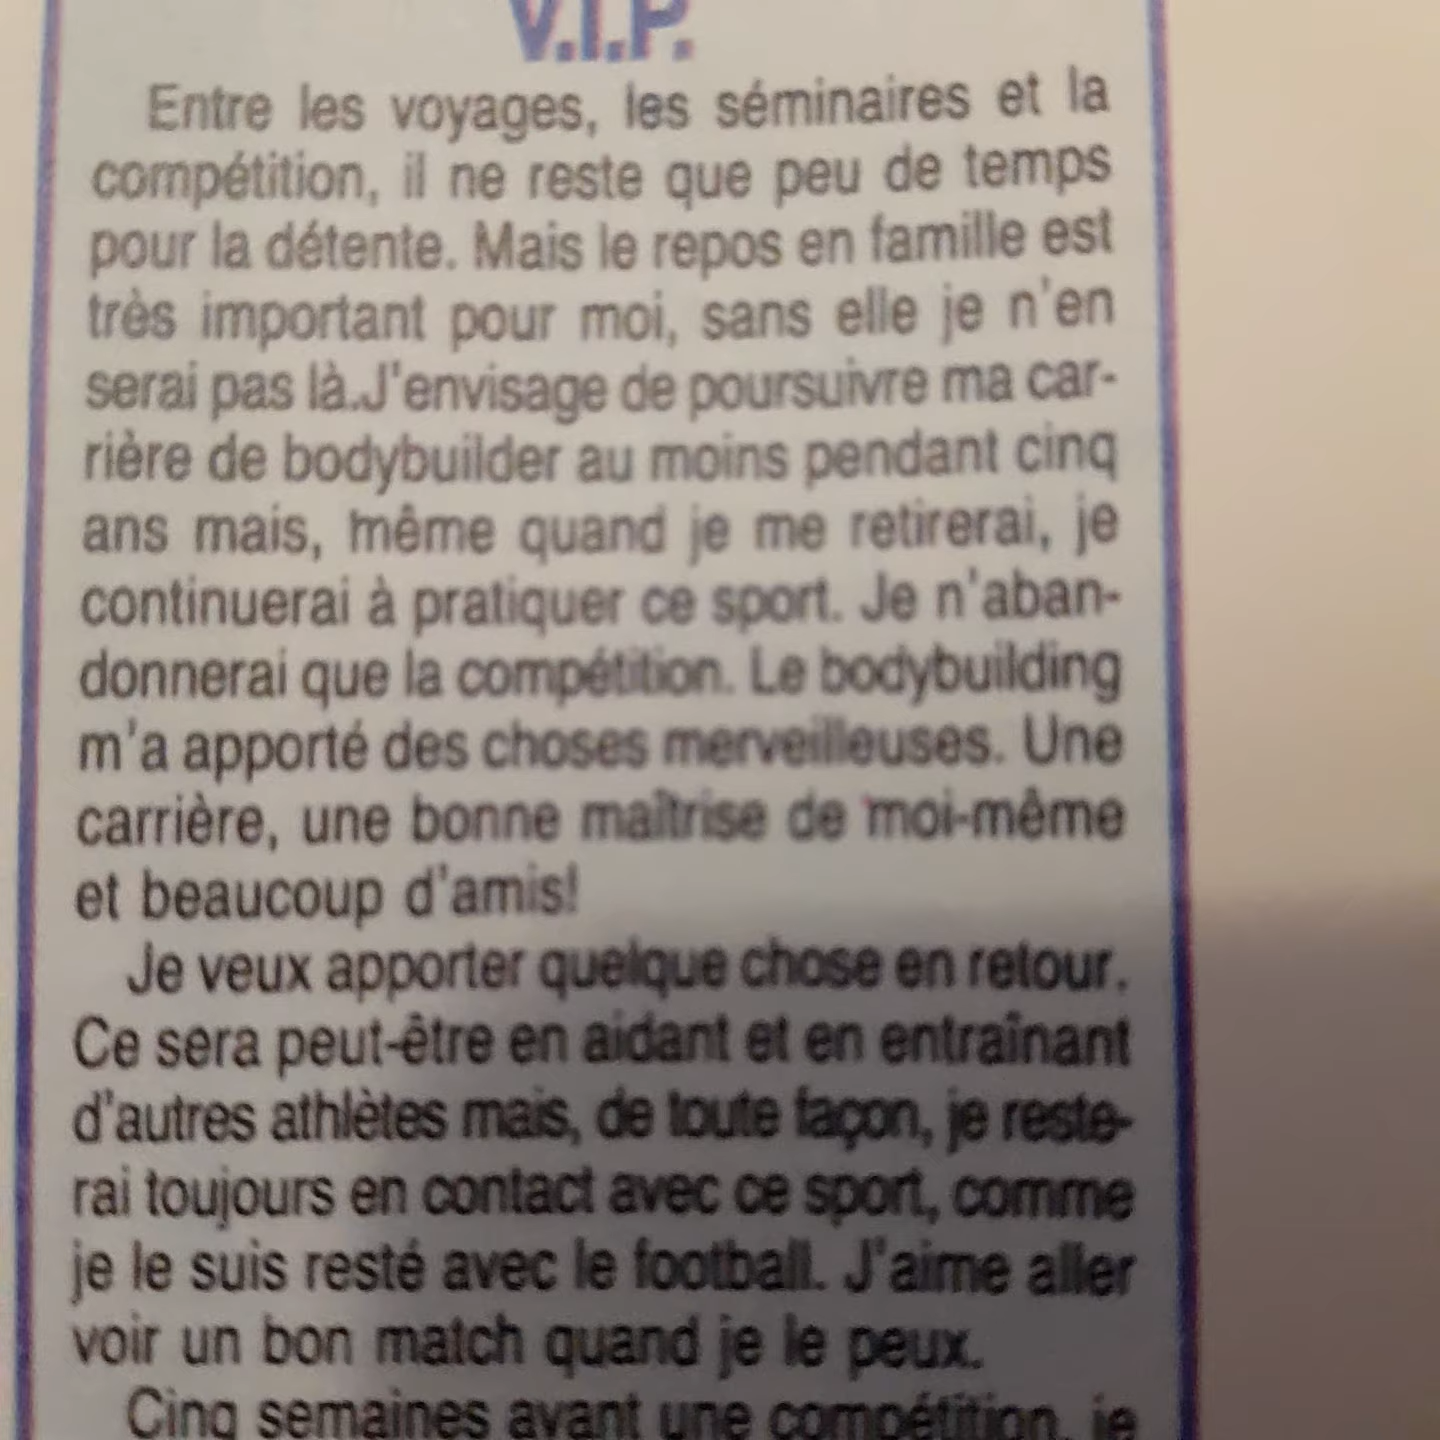 V.I.P.
Entre les voyages, les séminaires et la
compétition, il ne reste que peu de temps
pour la détente. Mais le repos en famille est
très important pour moi, sans elle je n'en
serai pas là.J'envisage de poursuivre ma car-
rière de bodybuilder au moins pendant cinq
ans mais, même quand je me retirerai, je
continuerai à pratiquer ce sport. Je n'aban-
donnerai que la compétition. Le bodybuilding
m'a apporté des choses merveilleuses. Une
carrière, une bonne maîtrise de moi-même
et beaucoup d'amis!
Je veux apporter quelque chose en retour.
Ce sera peut-être en aidant et en entraînant
d'autres athlètes mais, de toute façon, je reste-
rai toujours en contact avec ce sport, comme
je le suis resté avec le football. J'aime aller
voir un bon match quand je le peux.
Cinq semaines avant une compétition, je